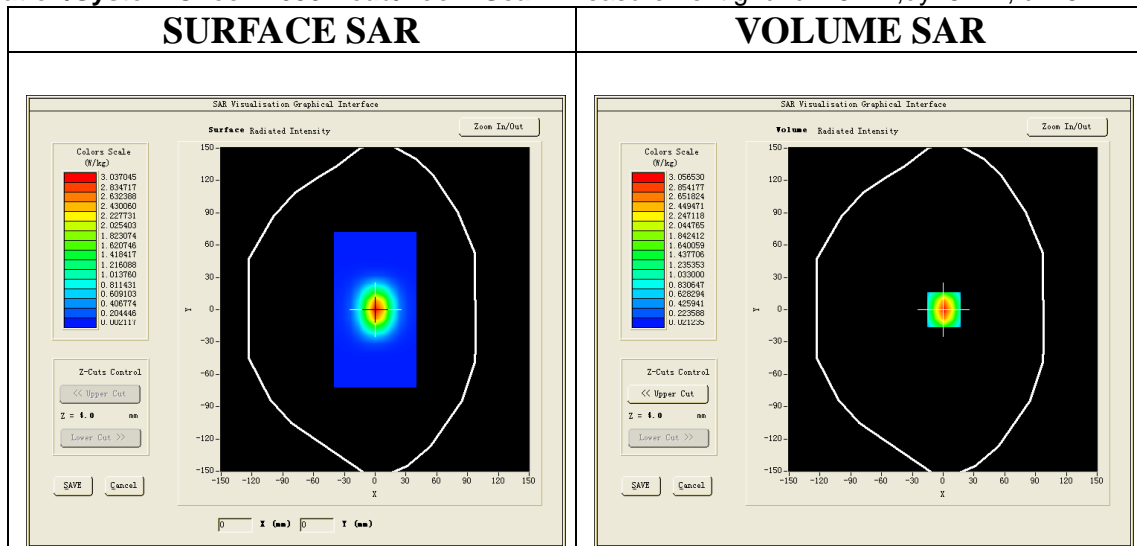 SURFACE SAR
VOLUME SAR
SAR Visualisation Graphical Interface
Surface Radiated Intensity
Zoom In/Out
Colors Scale
(W/kg)
3.037045
2.834717
2.632388
2.430060
2.227731
2.025403
1.823074
1.620746
1.418417
1.216088
1.013760
0.811431
0.609103
0.406774
0.204446
0.002117
150
120
90
60
30
0
-30
-60
-90
-120
-150
Y
-150 -120 -90 -60 -30 0 30 60 90 120 150
X
Z-Cuts Control
<< Upper Cut
Z = 4.0 mm
Lower Cut >>
SAVE Cancel
0 X (mm) 0 Y (mm)
SAR Visualisation Graphical Interface
Volume Radiated Intensity
Zoom In/Out
Colors Scale
(W/kg)
3.056530
2.854177
2.651824
2.449471
2.247118
2.044765
1.842412
1.640059
1.437706
1.235353
1.033000
0.830647
0.628294
0.425941
0.223588
0.021235
150
120
90
60
30
0
-30
-60
-90
-120
-150
Y
-150 -120 -90 -60 -30 0 30 60 90 120 150
X
Z-Cuts Control
<< Upper Cut
Z = 4.0 mm
Lower Cut >>
SAVE Cancel